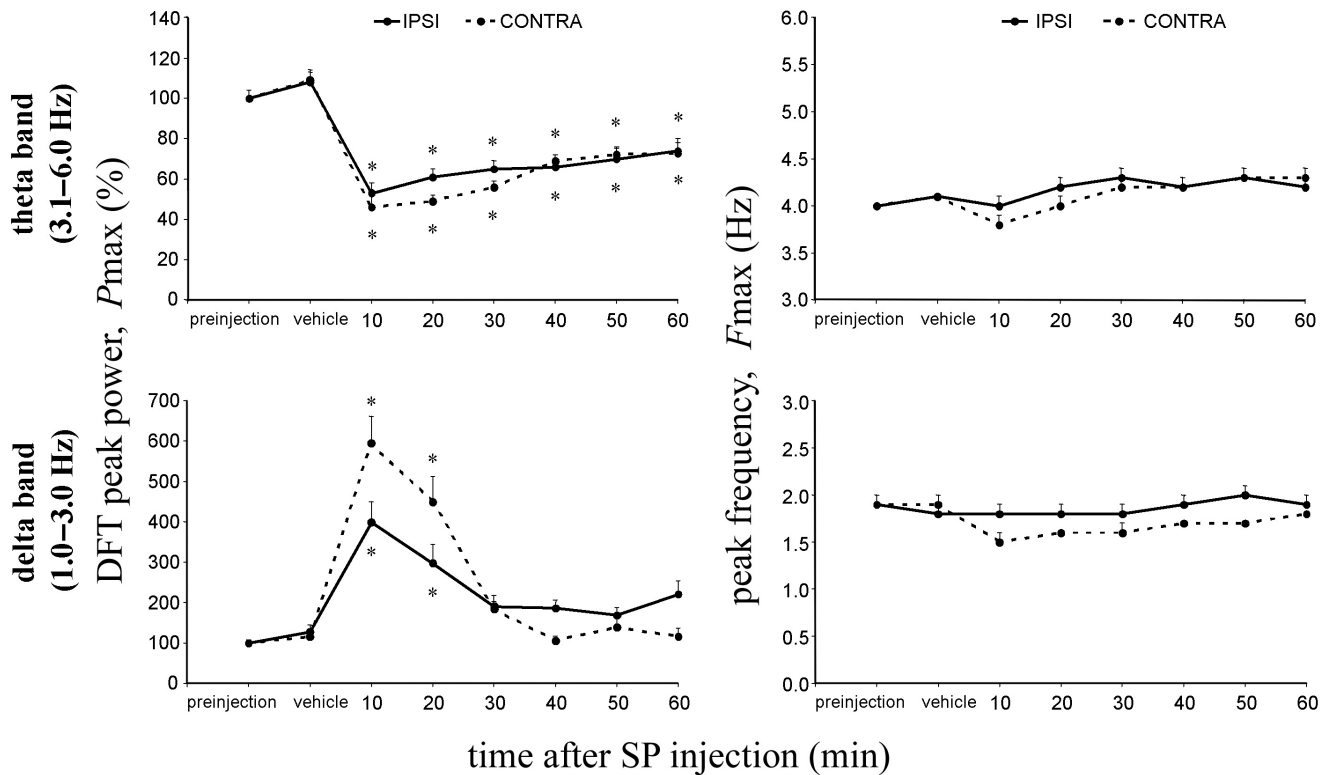 IPSI CONTRA
140
120
100
80
60
40
20
0
* * * * * *
* * * * * *
preinjection vehicle 10 20 30 40 50 60
IPSI CONTRA
6.0
5.5
5.0
4.5
4.0
3.5
3.0
preinjection vehicle 10 20 30 40 50 60
theta band
(3.1–6.0 Hz)
DFT peak power, Pmax (%)
peak frequency, Fmax (Hz)
delta band
(1.0–3.0 Hz)
700
600
500
400
300
200
100
0
* *
* *
preinjection vehicle 10 20 30 40 50 60
3.0
2.5
2.0
1.5
1.0
0.5
0.0
preinjection vehicle 10 20 30 40 50 60
time after SP injection (min)